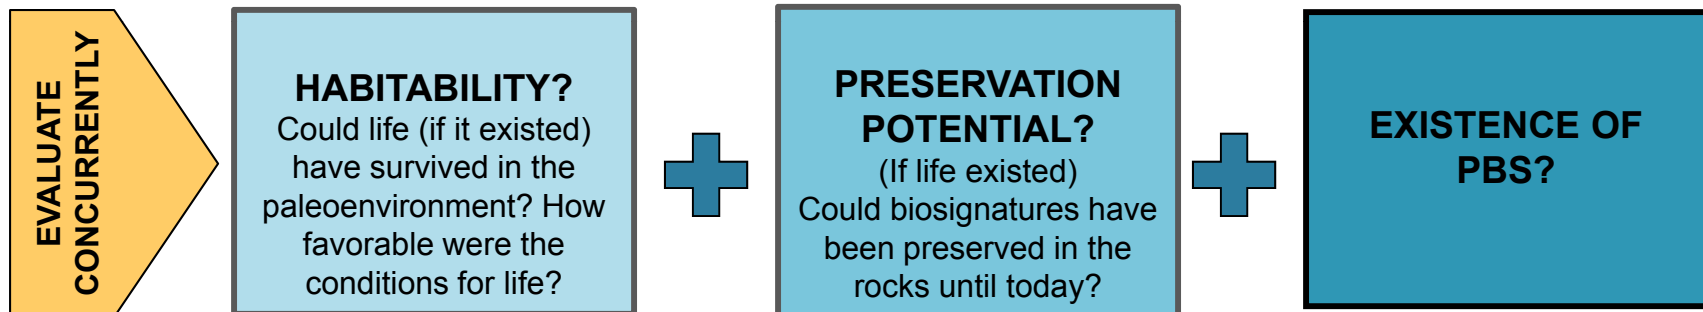 EVALUATE
CONCURRENTLY
HABITABILITY?
Could life (if it existed)
have survived in the
paleoenvironment? How
favorable were the
conditions for life?
PRESERVATION
POTENTIAL?
(If life existed)
Could biosignatures have
been preserved in the
rocks until today?
EXISTENCE OF
PBS?